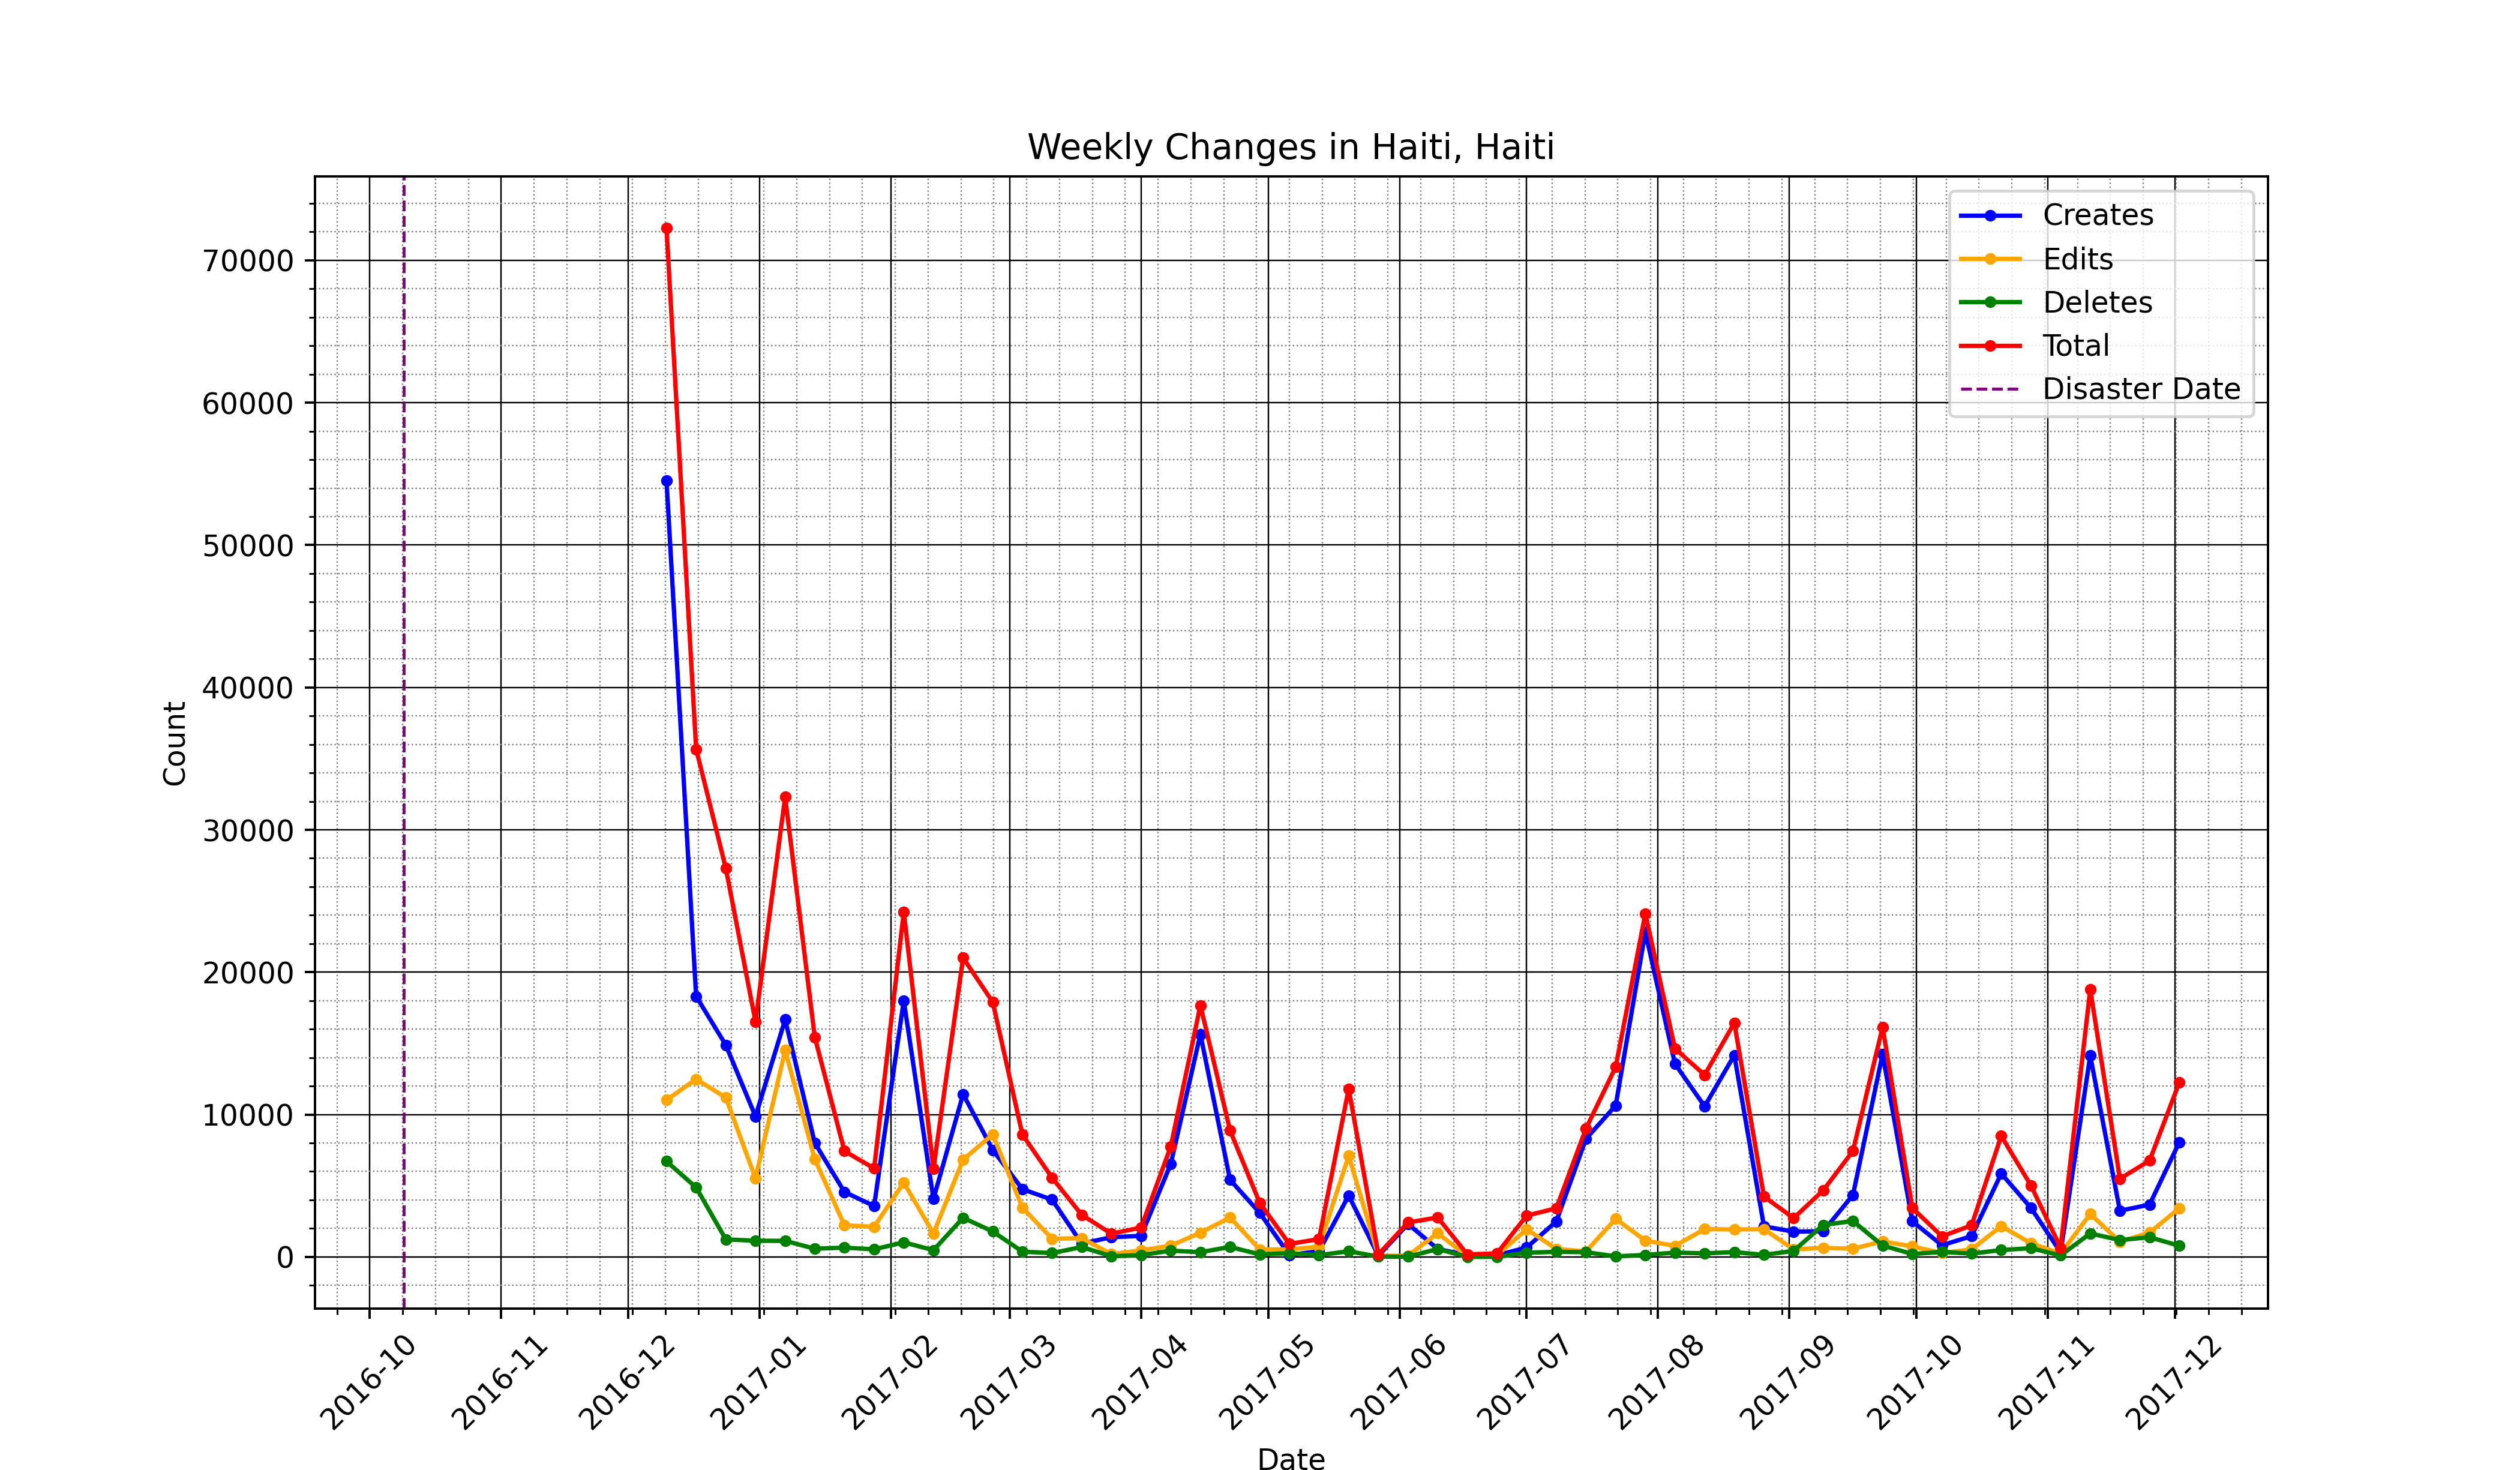 Weekly Changes in Haiti, Haiti
Creates
Edits
Deletes
Total
Disaster Date
Count
70000
60000
50000
40000
30000
20000
10000
0
2016-10
2016-11
2016-12
2017-01
2017-02
2017-03
2017-04
2017-05
2017-06
2017-07
2017-08
2017-09
2017-10
2017-11
2017-12
Date